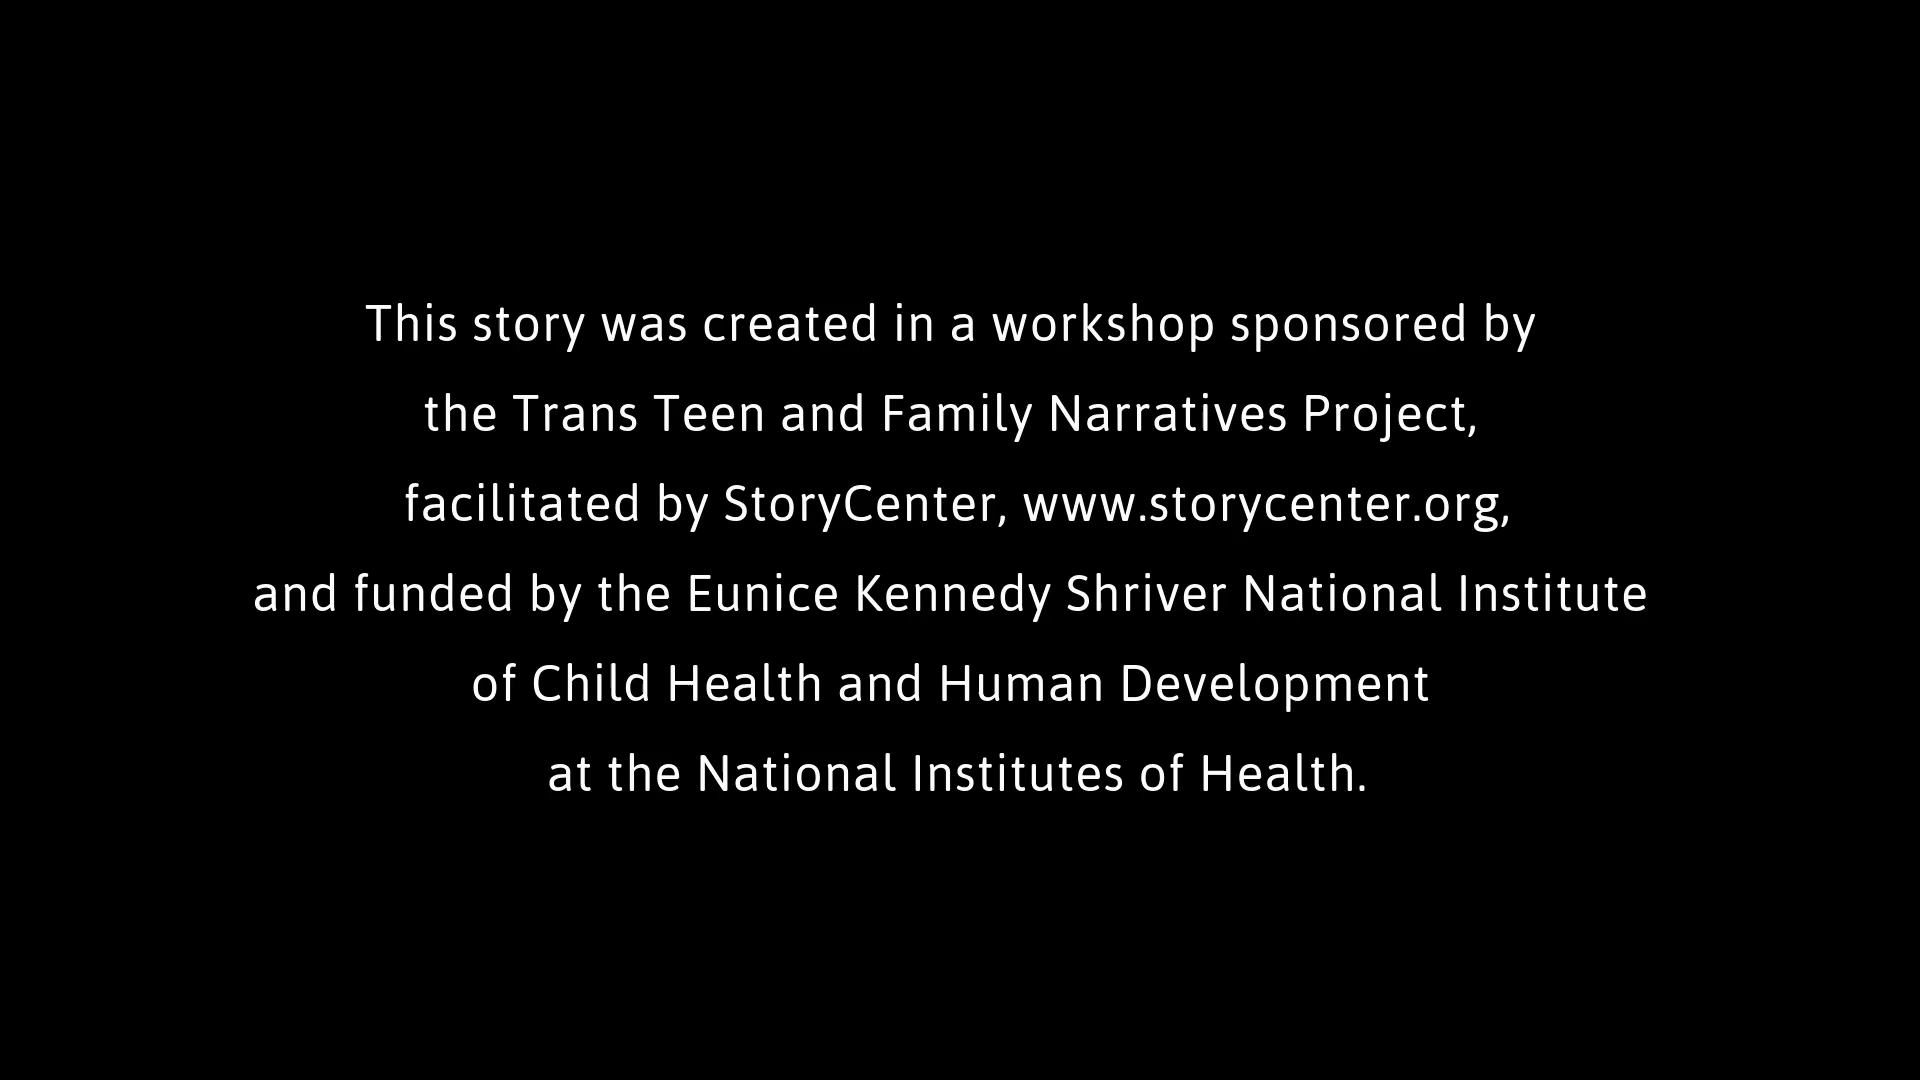 This story was created in a workshop sponsored by
the Trans Teen and Family Narratives Project,
facilitated by StoryCenter, www.storycenter.org,
and funded by the Eunice Kennedy Shriver National Institute
of Child Health and Human Development
at the National Institutes of Health.